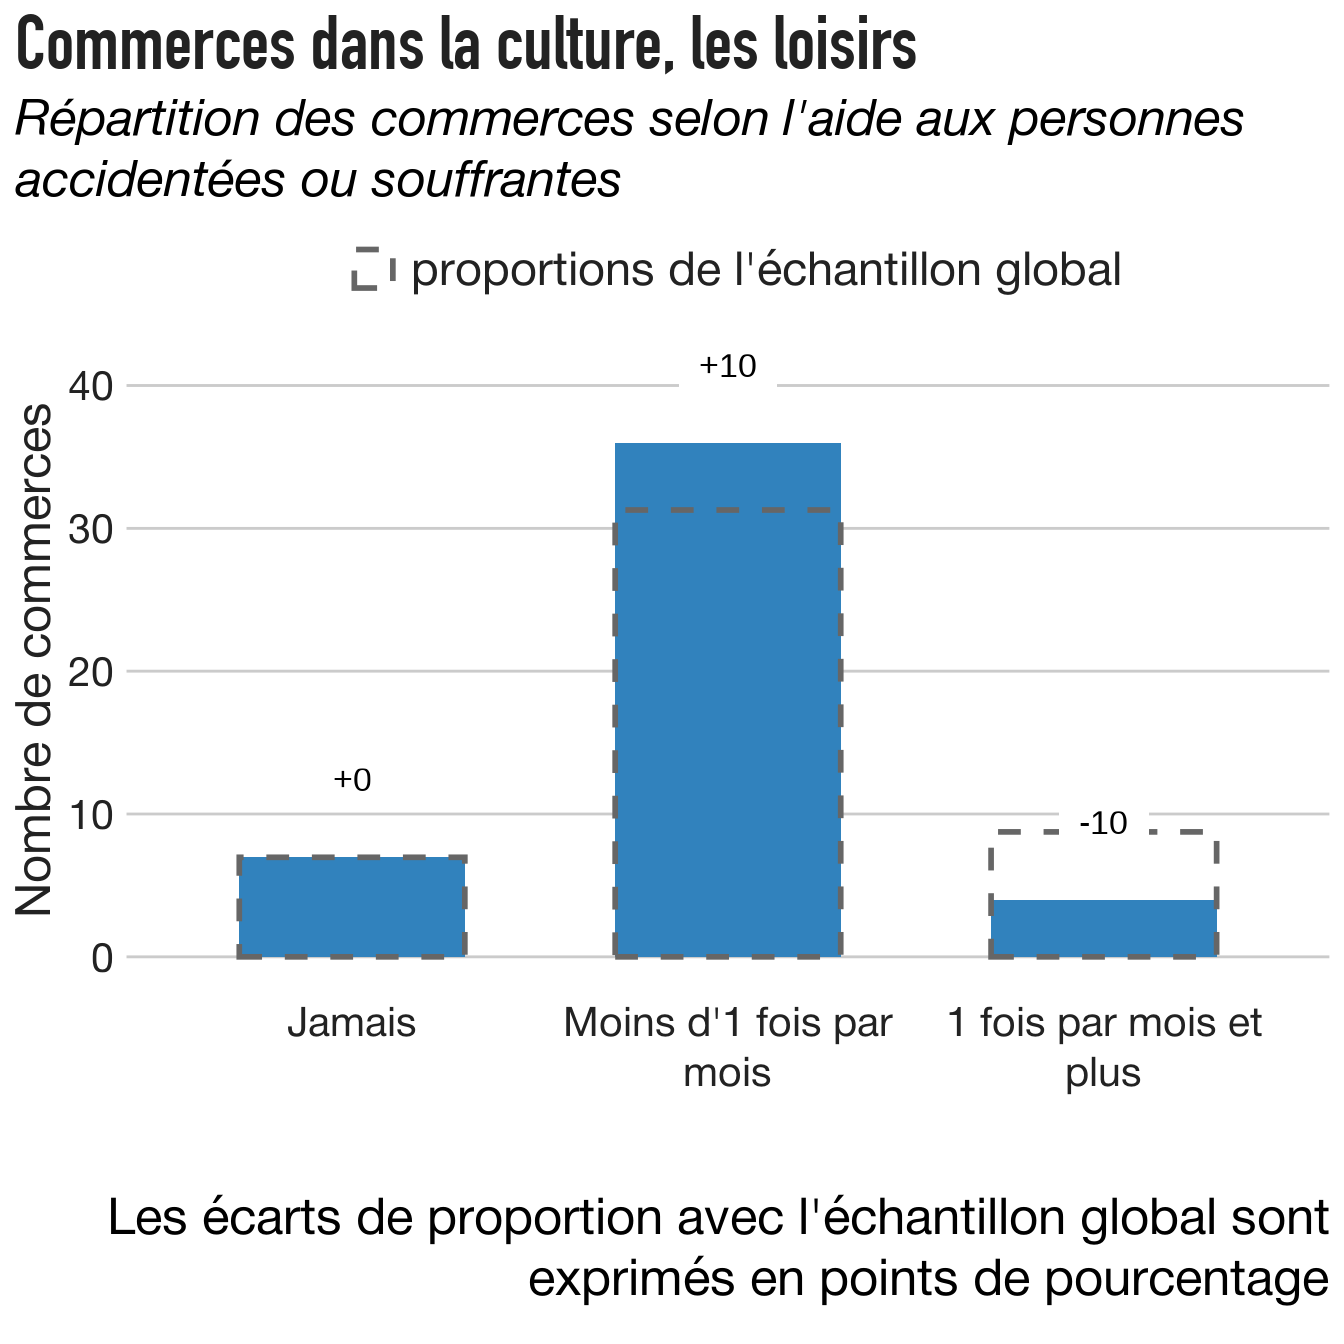 Commerces dans la culture, les loisirs
Répartition des commerces selon l'aide aux personnes
accidentées ou souffrantes
proportions de l'échantillon global
Nombre de commerces
40
30
20
10
0
+10
+0
-10
Jamais
Moins d'1 fois par
mois
1 fois par mois et
plus
Les écarts de proportion avec l'échantillon global sont
exprimés en points de pourcentage